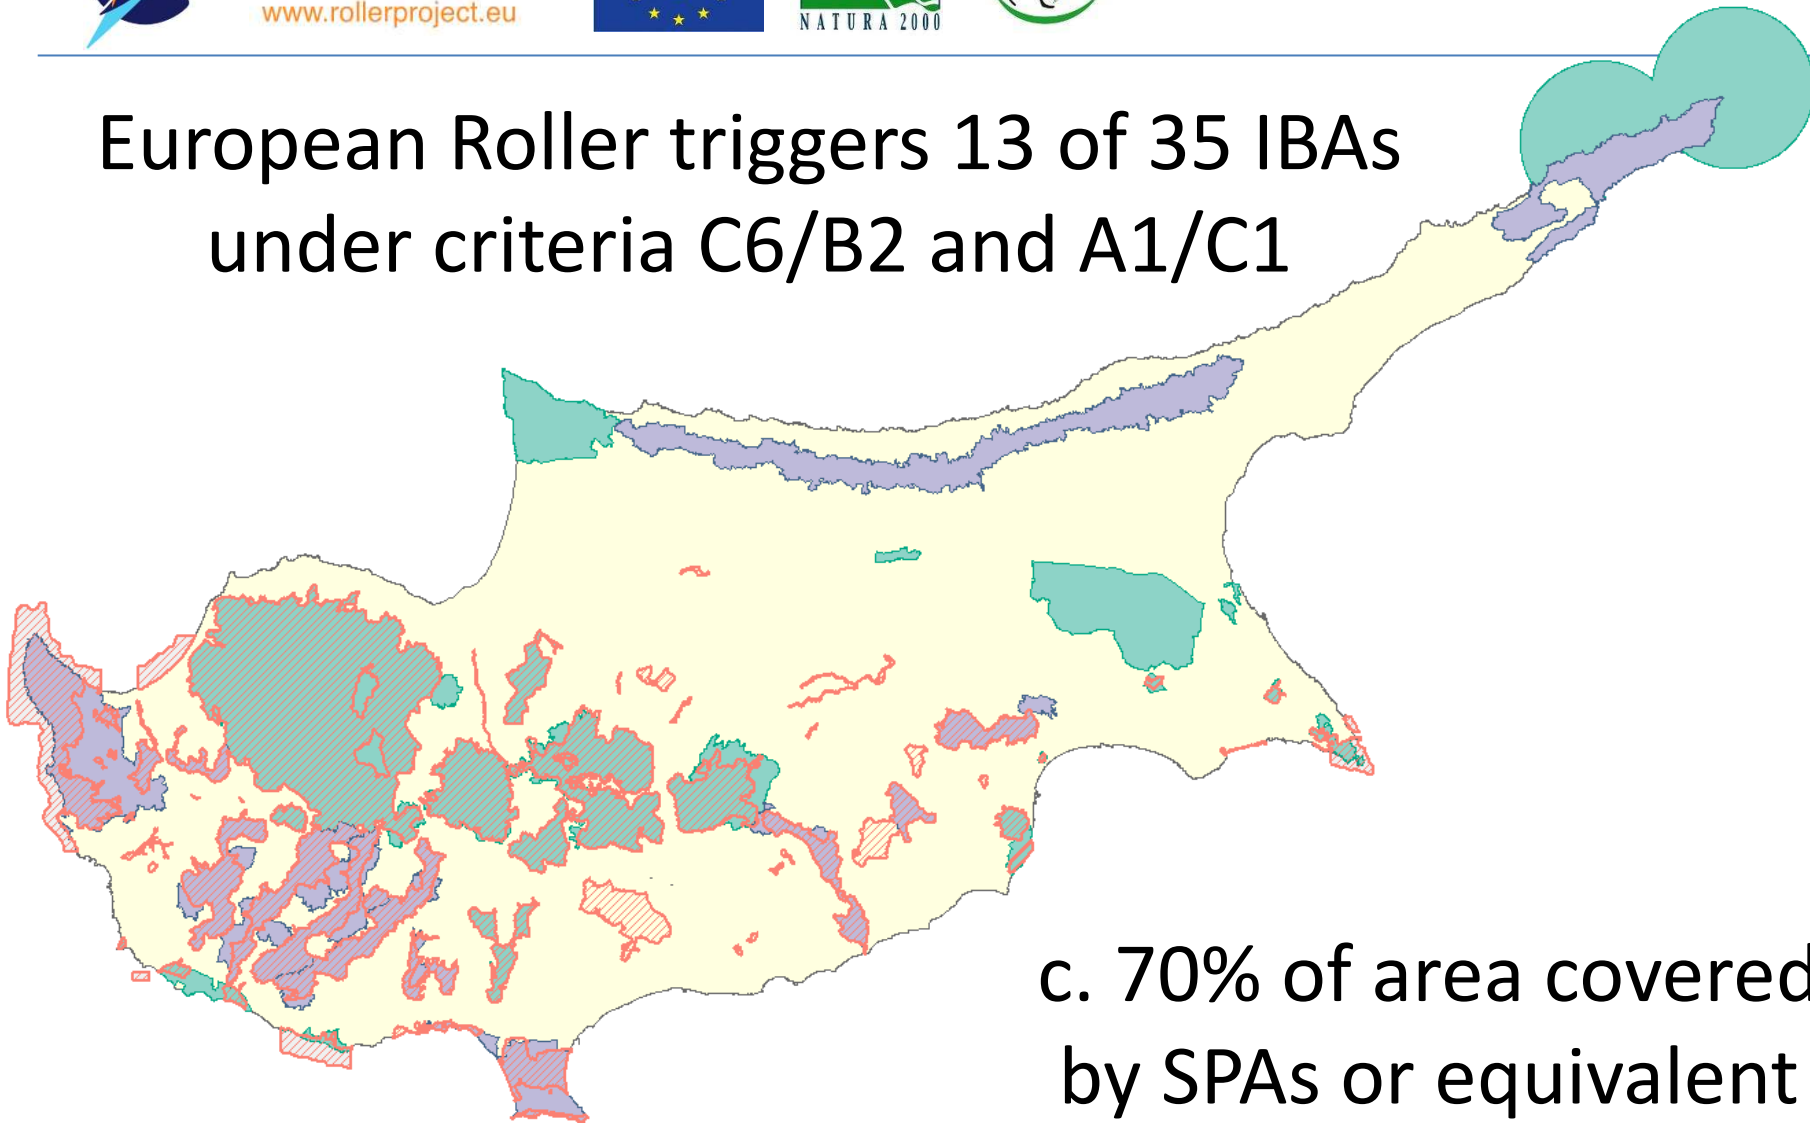 www.rollerproject.eu
NATURA 2000
European Roller triggers 13 of 35 IBAs
under criteria C6/B2 and A1/C1
c. 70% of area covered
by SPAs or equivalent